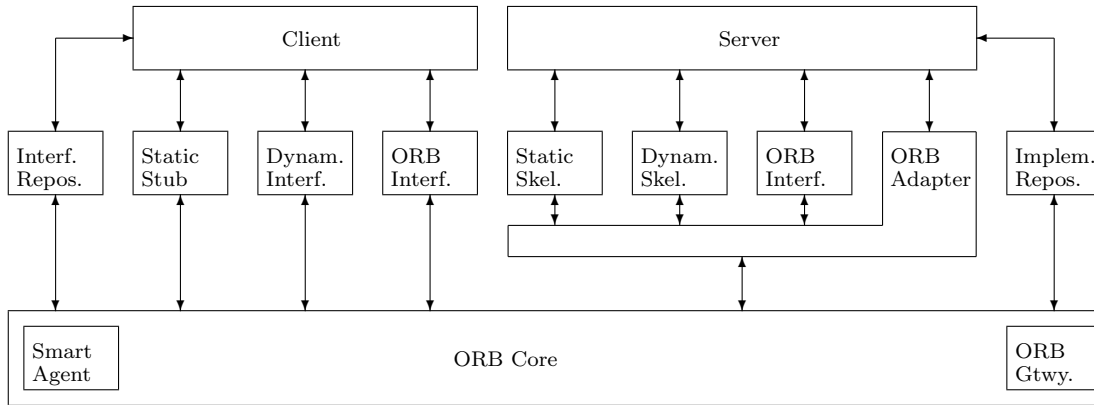 Client
Server
Interf.
Repos.
Static
Stub
Dynam.
Interf.
ORB
Interf.
Static
Skel.
Dynam.
Skel.
ORB
Interf.
ORB
Adapter
Implem.
Repos.
Smart
Agent
ORB Core
ORB
Gtwy.